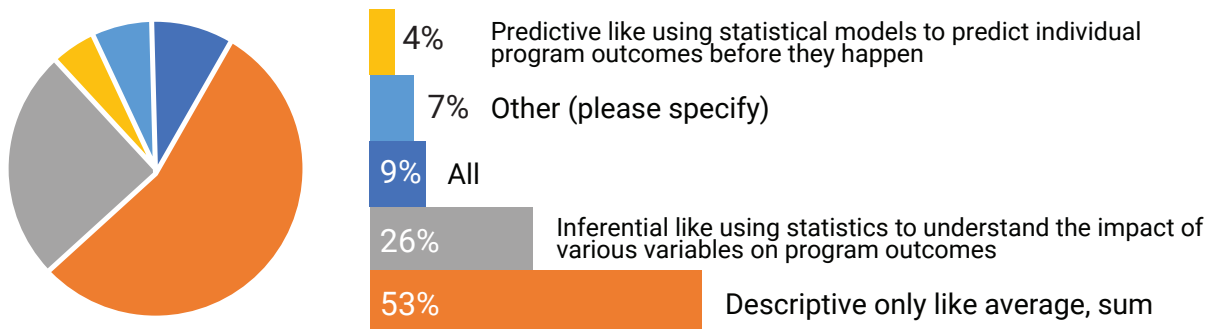 4%
Predictive like using statistical models to predict individual
program outcomes before they happen
7%
Other (please specify)
9%
All
26%
Inferential like using statistics to understand the impact of
various variables on program outcomes
53%
Descriptive only like average, sum